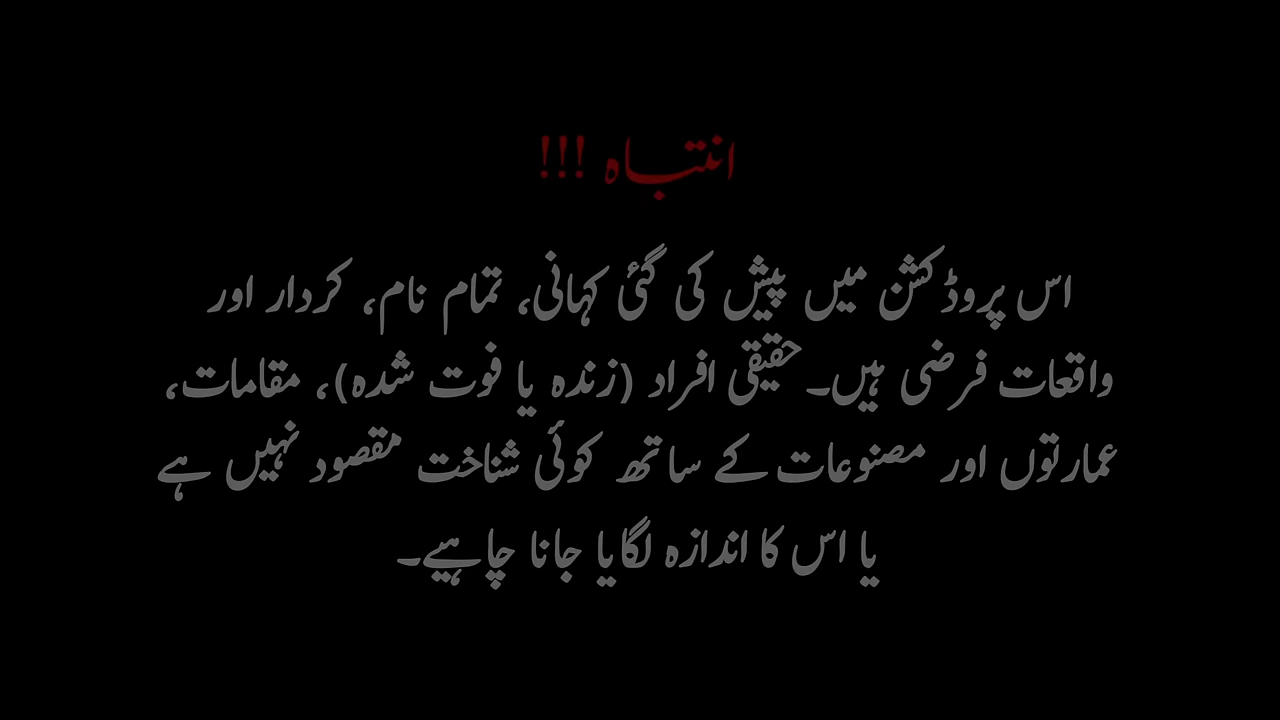 انتباہ !!!
اس پروڈکشن میں پیش کی گئی کہانی، تمام نام، کردار اور
واقعات فرضی ہیں۔ حقیقی افراد (زندہ یا فوت شدہ)، مقامات،
عمارتوں اور مصنوعات کے ساتھ کوئی شناخت مقصود نہیں ہے
یا اس کا اندازہ لگایا جانا چاہیے۔